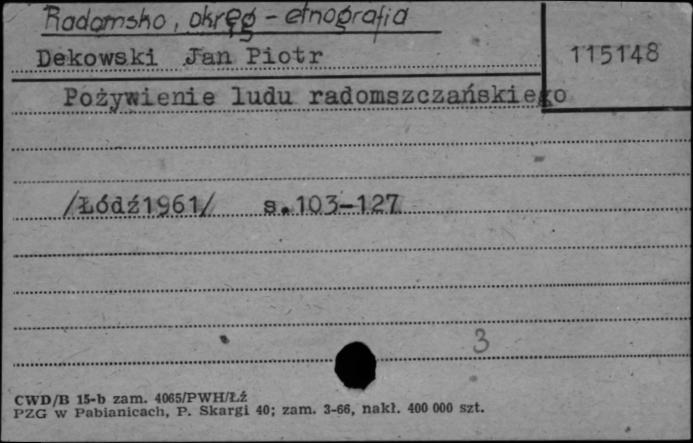 Radomsko, okręg - etnografia
Dekowski Jan Piotr
115148
Pożywienie ludu radomszczańskiego
/Łódź1961/ s.103-127
3
CWD/B 15-b zam. 4065/PWH/Łź
PZG w Pabianicach, P. Skargi 40; zam. 3-66, nakł. 400 000 szt.